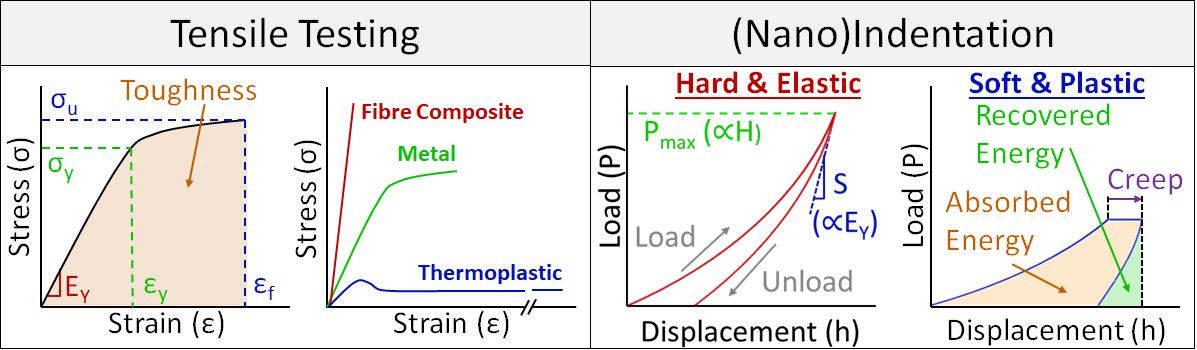 Tensile Testing
σu
Toughness
σy
Stress (σ)
EY
εy
εf
Strain (ε)
Fibre Composite
Metal
Thermoplastic
Stress (σ)
Strain (ε)
(Nano)Indentation
Hard & Elastic
Pmax (∝H)
S
(∝EY)
Load
Unload
Load (P)
Displacement (h)
Soft & Plastic
Recovered
Energy
Creep
Absorbed
Energy
Load (P)
Displacement (h)